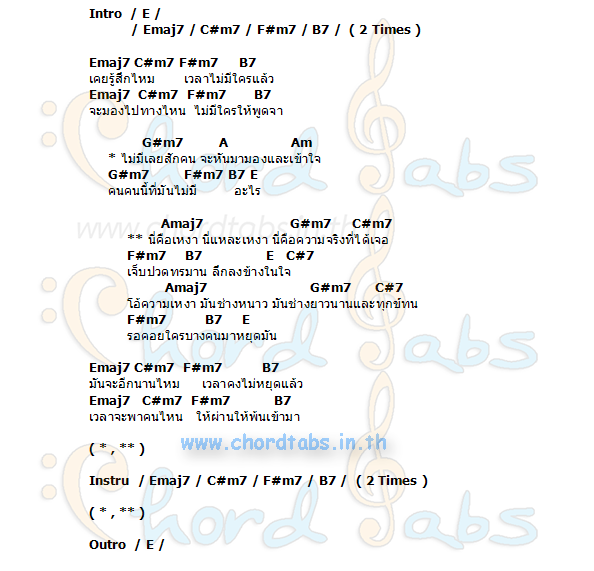 Intro / E /
/ Emaj7 / C#m7 / F#m7 / B7 / ( 2 Times )
Emaj7 C#m7 F#m7 B7
เคยรู้สึกไหม เวลาไม่มีใครแล้ว
Emaj7 C#m7 F#m7 B7
จะมองไปทางไหน ไม่มีใครให้พูดจา
G#m7 A Am
* ไม่มีเลยสักคน จะหันมามองและเข้าใจ
G#m7 F#m7 B7 E
คนคนนี้ที่มันไม่มี อะไร
Amaj7 G#m7 C#m7
** นี่คือเหงา นี่แหละเหงา นี่คือความจริงที่ได้เจอ
F#m7 B7 E C#7
เจ็บปวดทรมาน ลึกลงข้างในใจ
Amaj7 G#m7 C#7
โอ้ความเหงา มันช่างหนาว มันช่างยาวนานและทุกข์ทน
F#m7 B7 E
รอคอยใครบางคนมาหยุดมัน
Emaj7 C#m7 F#m7 B7
มันจะอีกนานไหม เวลาคงไม่หยุดแล้ว
Emaj7 C#m7 F#m7 B7
เวลาจะพาคนไหน ให้ผ่านให้พ้นเข้ามา
www.chordtabs.in.th
( * , ** )
Instru / Emaj7 / C#m7 / F#m7 / B7 / ( 2 Times )
( * , ** )
Outro / E /
Chord Tabs
www.chordtabs.in.th
Chord Tabs
Chord Tabs